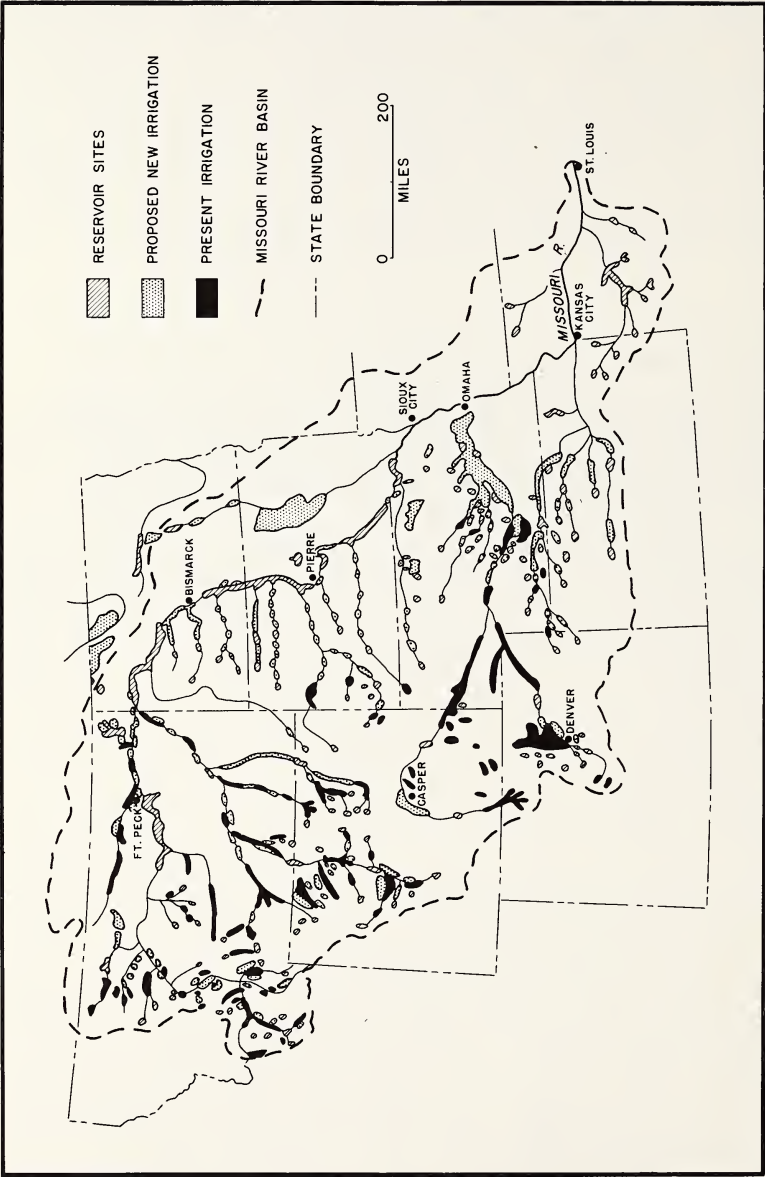 RESERVOIR SITES
PROPOSED NEW IRRIGATION
PRESENT IRRIGATION
MISSOURI RIVER BASIN
STATE BOUNDARY
0
200
MILES
FT. PECK
BISMARCK
PIERRE
SIOUX
CITY
OMAHA
CASPER
DENVER
MISSOURI R.
KANSAS
CITY
ST. LOUIS